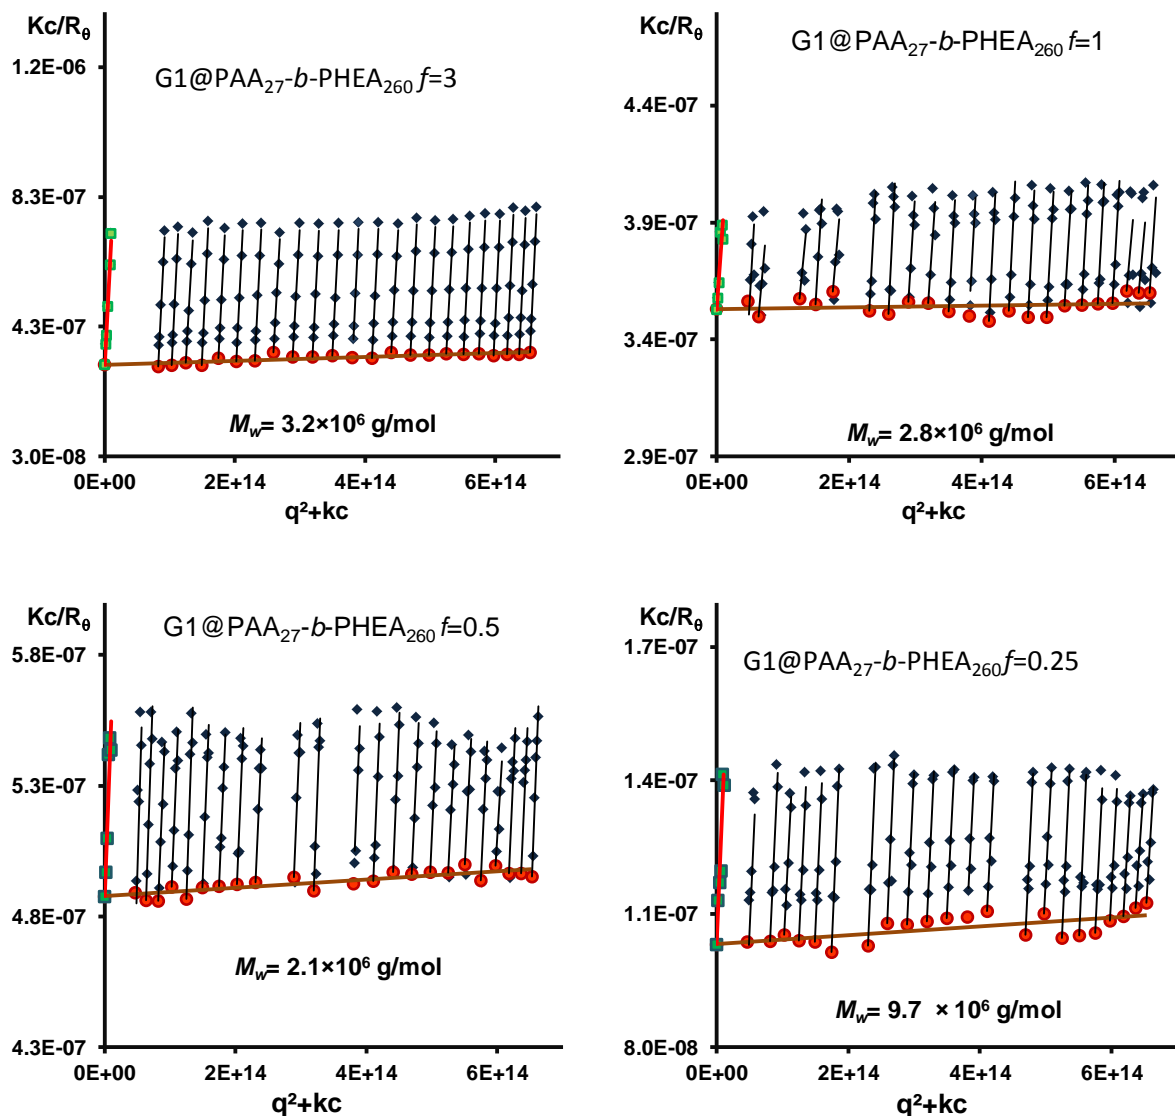 Kc/Rθ
G1@PAA27-b-PHEA260 f=3
1.2E-06
8.3E-07
4.3E-07
3.0E-08
Mw= 3.2×10⁶ g/mol
0E+00 2E+14 4E+14 6E+14
q²+kc
Kc/Rθ
G1@PAA27-b-PHEA260 f=1
4.4E-07
3.9E-07
3.4E-07
2.9E-07
Mw= 2.8×10⁶ g/mol
0E+00 2E+14 4E+14 6E+14
q²+kc
Kc/Rθ
G1@PAA27-b-PHEA260 f=0.5
5.8E-07
5.3E-07
4.8E-07
4.3E-07
Mw= 2.1×10⁶ g/mol
0E+00 2E+14 4E+14 6E+14
q²+kc
Kc/Rθ
1.7E-07
G1@PAA27-b-PHEA260 f=0.25
1.4E-07
1.1E-07
8.0E-08
Mw= 9.7 ×10⁶ g/mol
0E+00 2E+14 4E+14 6E+14
q²+kc